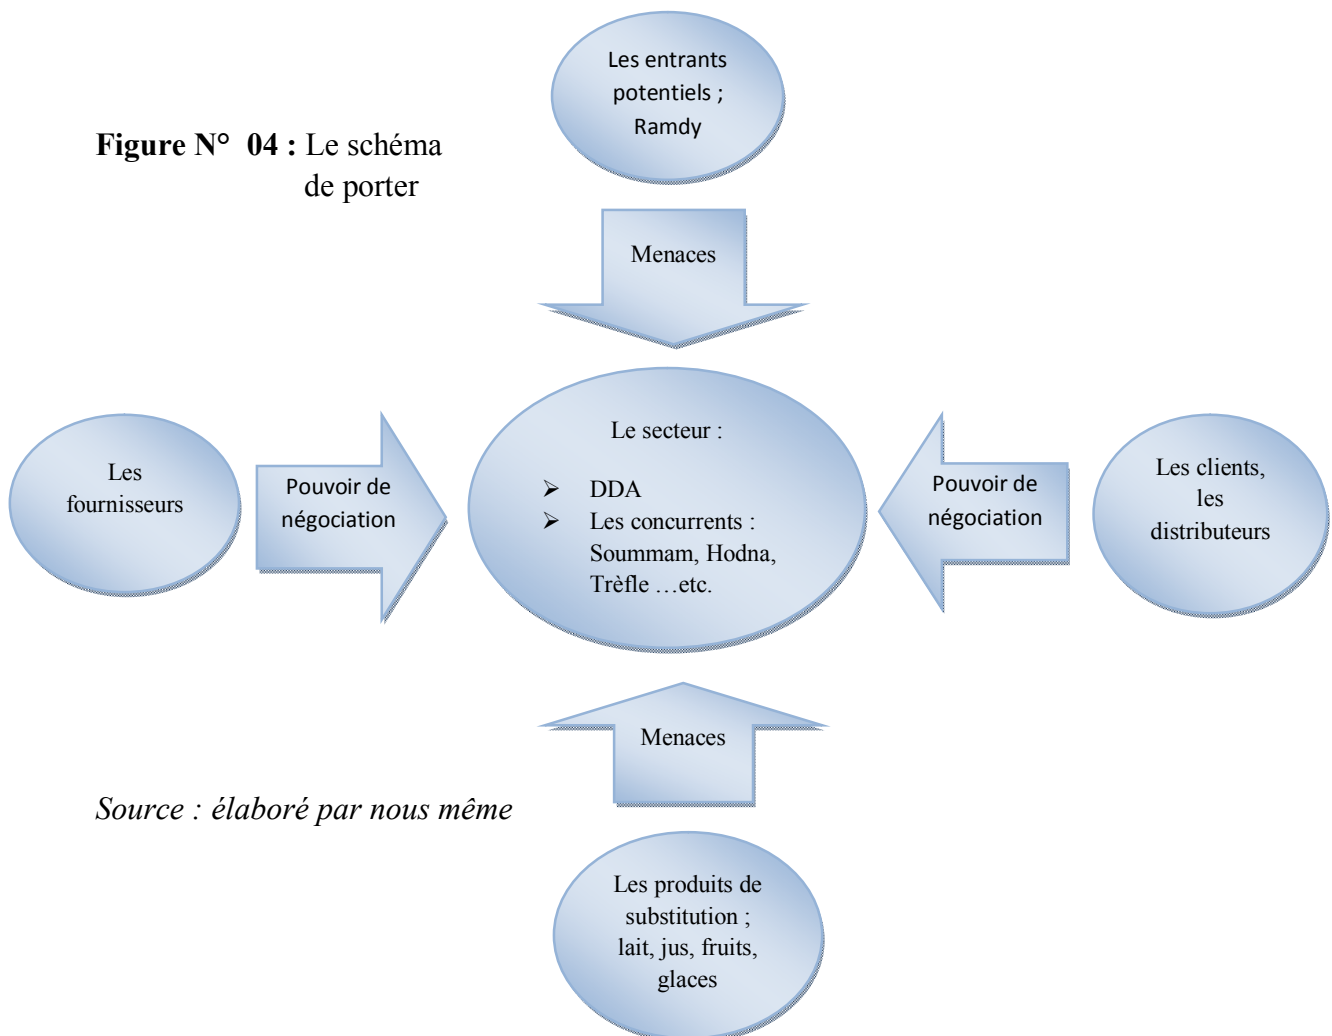 Les entrants
potentiels ;
Ramdy
Figure N° 04 : Le schéma
de porter
Menaces
Les
fournisseurs
Pouvoir de
négociation
Le secteur :
➢ DDA
➢ Les concurrents :
Soummam, Hodna,
Trèfle ...etc.
Pouvoir de
négociation
Les clients,
les
distributeurs
Menaces
Source : élaboré par nous même
Les produits de
substitution ;
lait, jus, fruits,
glaces